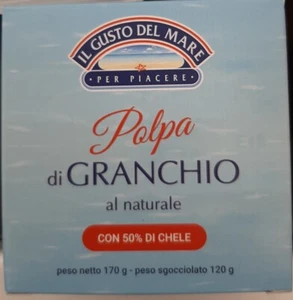 IL GUSTO DEL MARE
· PER PIACERE ·
Polpa
di GRANCHIO
al naturale
CON 50% DI CHELE
peso netto 170 g - peso sgocciolato 120 g